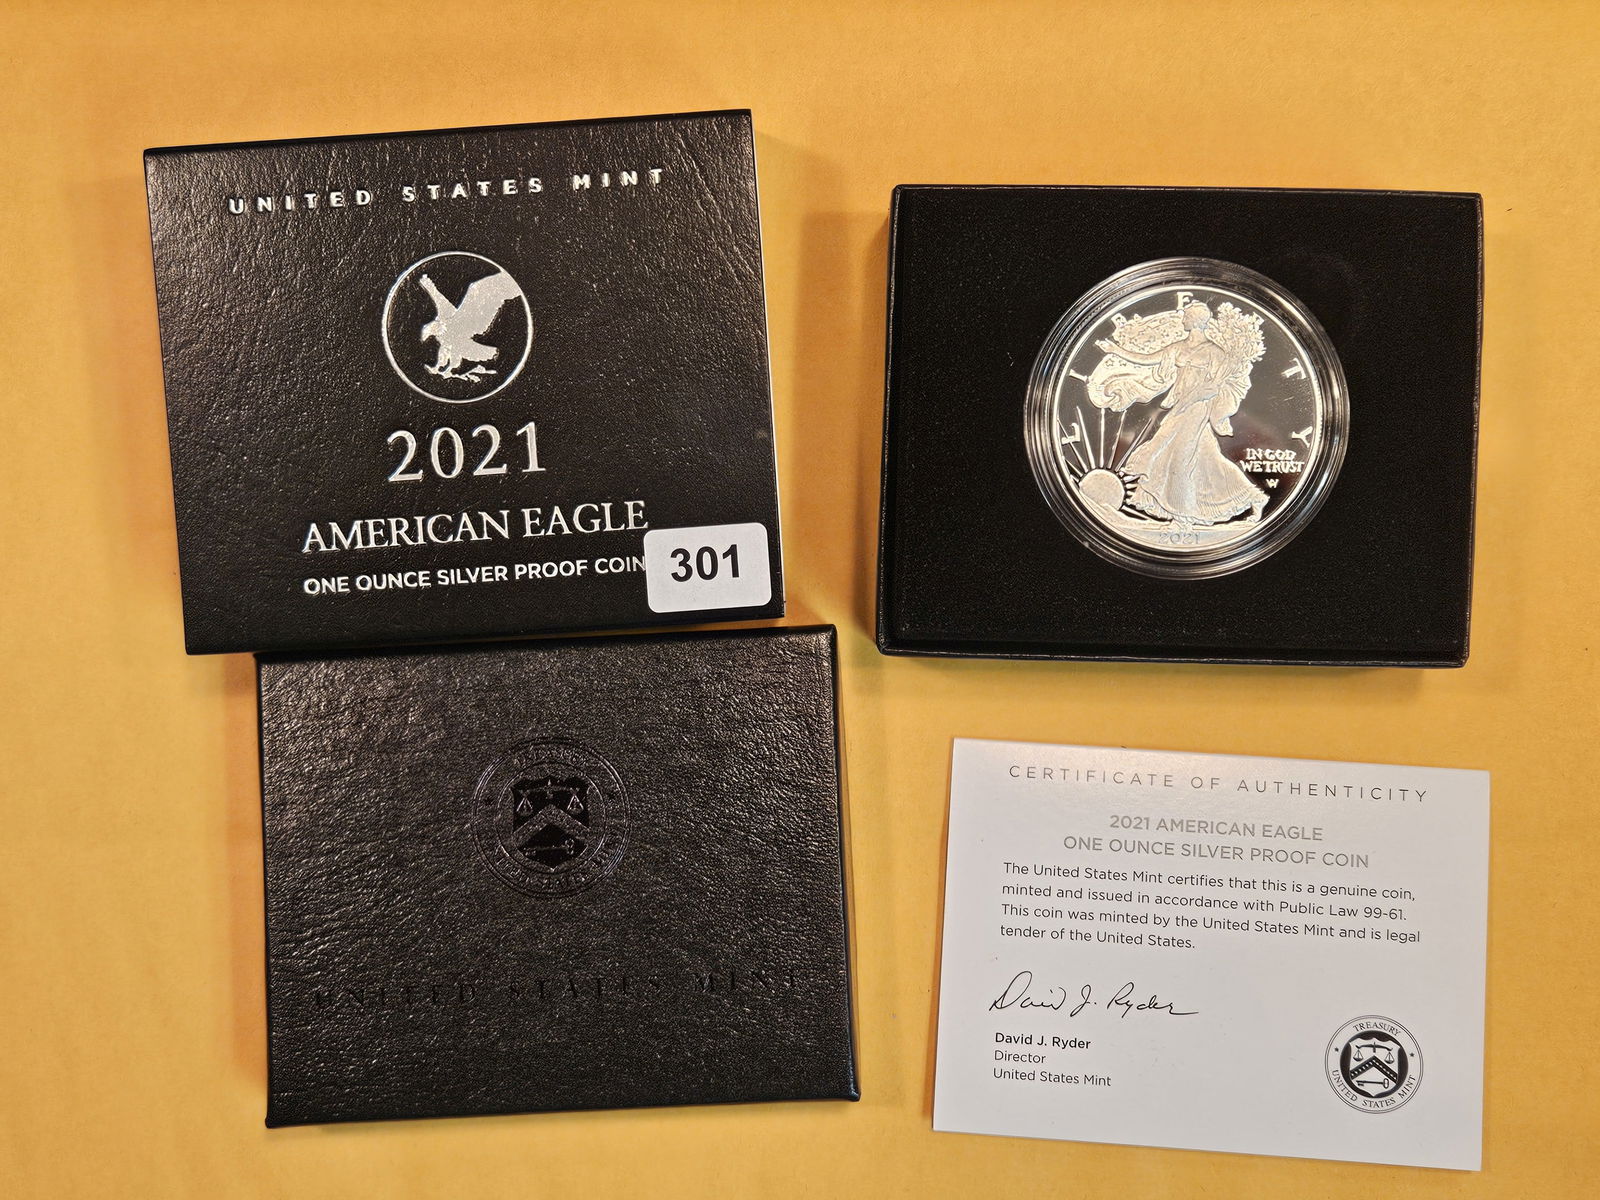 UNITED STATES MINT
2021
AMERICAN EAGLE
ONE OUNCE SILVER PROOF COIN
301
LIBERTY
IN GOD
WE TRUST
W
2021
UNITED STATES MINT
CERTIFICATE OF AUTHENTICITY
2021 AMERICAN EAGLE
ONE OUNCE SILVER PROOF COIN
The United States Mint certifies that this is a genuine coin,
minted and issued in accordance with Public Law 99-61.
This coin was minted by the United States Mint and is legal
tender of the United States.
David J. Ryder
David J. Ryder
Director
United States Mint
TREASURY
UNITED STATES MINT